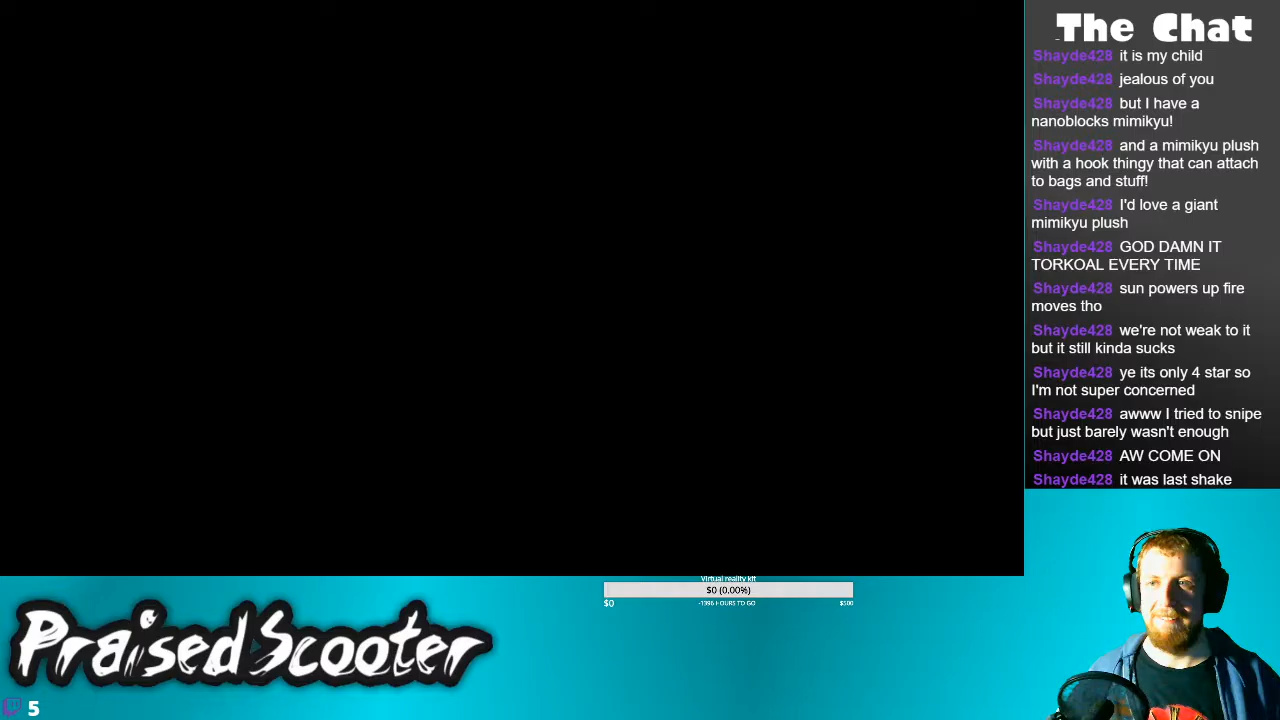 The Chat
Shayde428 it is my child
Shayde428 jealous of you
Shayde428 but I have a
nanoblocks mimikyu!
Shayde428 and a mimikyu plush
with a hook thingy that can attach
to bags and stuff!
Shayde428 I'd love a giant
mimikyu plush
Shayde428 GOD DAMN IT
TORKOAL EVERY TIME
Shayde428 sun powers up fire
moves tho
Shayde428 we're not weak to it
but it still kinda sucks
Shayde428 ye its only 4 star so
I'm not super concerned
Shayde428 awww I tried to snipe
but just barely wasn't enough
Shayde428 AW COME ON
Shayde428 it was last shake
Virtual reality kit
$0 (0.00%)
$0 -1396 HOURS TO GO $500
PraisedScooter
5